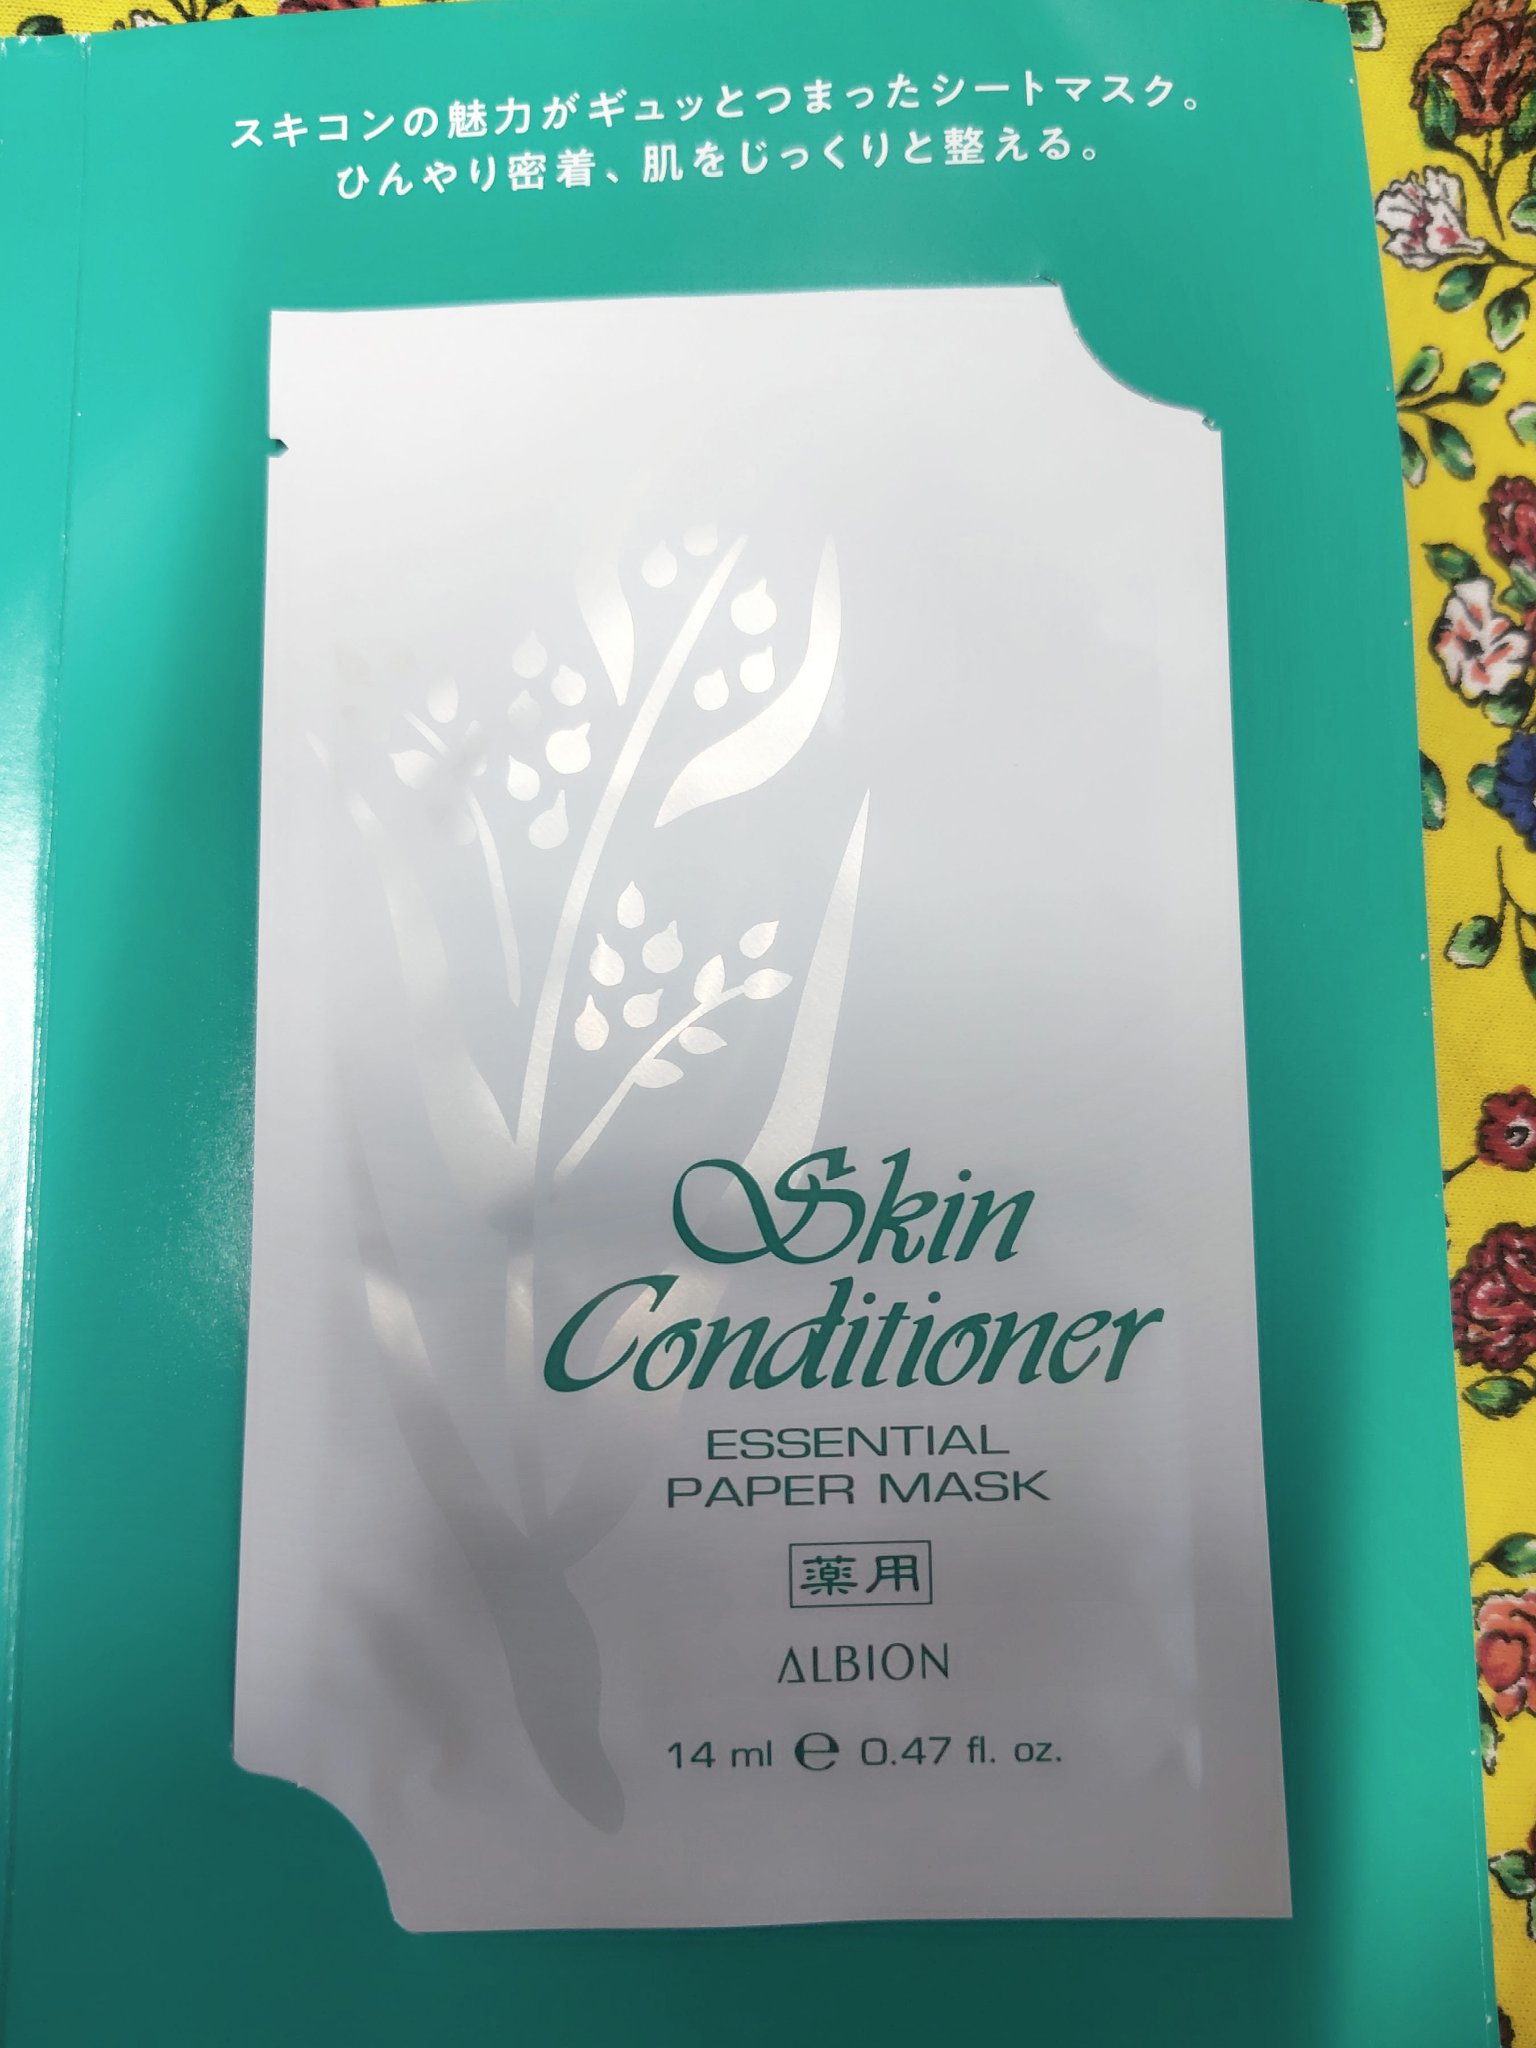 スキコンの魅力がギュッとつまったシートマスク。
ひんやり密着、肌をじっくりと整える。
Skin
Conditioner
ESSENTIAL
PAPER MASK
薬用
ALBION
14 ml ℮ 0.47 fl. oz.